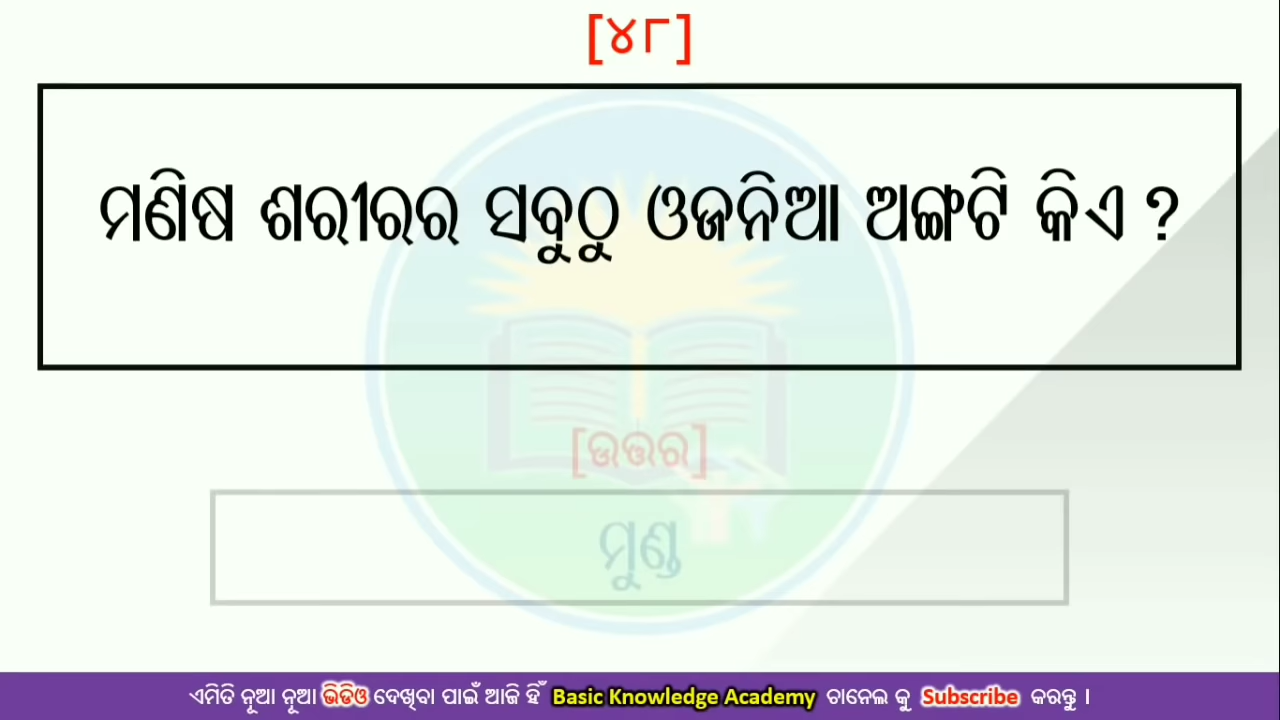 [୪୮]
ମଣିଷ ଶରୀରର ସବୁଠୁ ଓଜନିଆ ଅଙ୍ଗଟି କିଏ ?
[ଉତ୍ତର]
ମୁଣ୍ଡ
ଏମିତି ନୂଆ ନୂଆ ଭିଡିଓ ଦେଖିବା ପାଇଁ ଆଜି ହିଁ Basic Knowledge Academy ଚାନେଲ କୁ Subscribe କରନ୍ତୁ ।